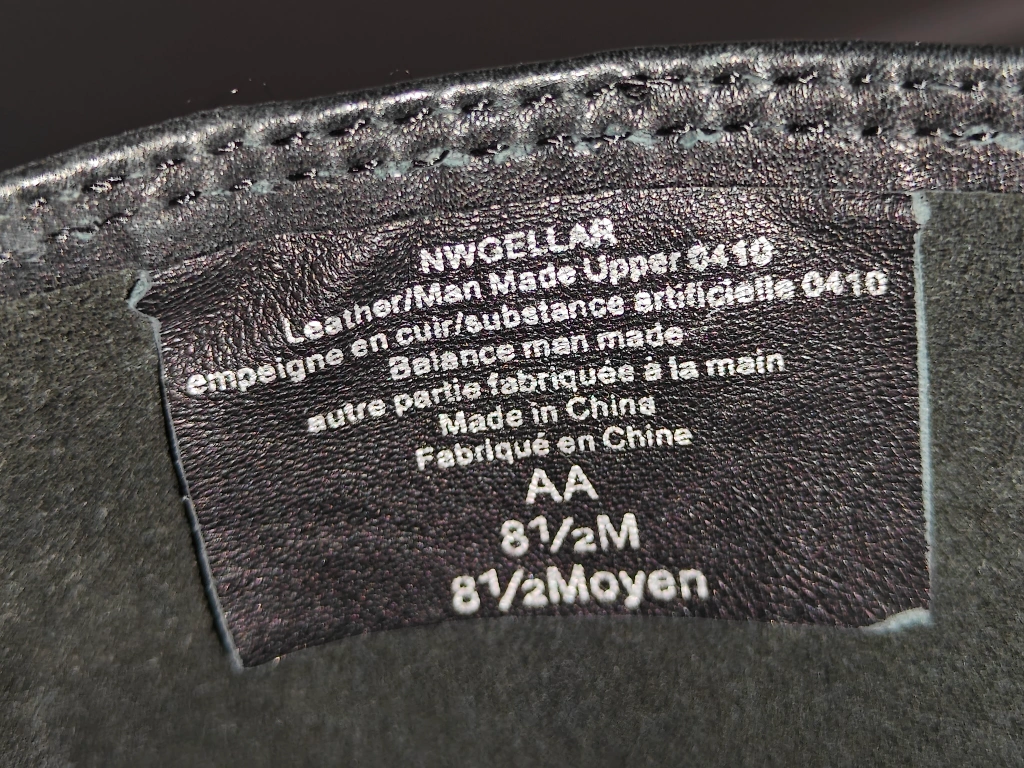 NWGELLAR
Leather/Man Made Upper 0410
empeigne en cuir/substance artificielle 0410
Balance man made
autre partie fabriquée à la main
Made in China
Fabriqué en Chine
AA
8½M
8½Moyen